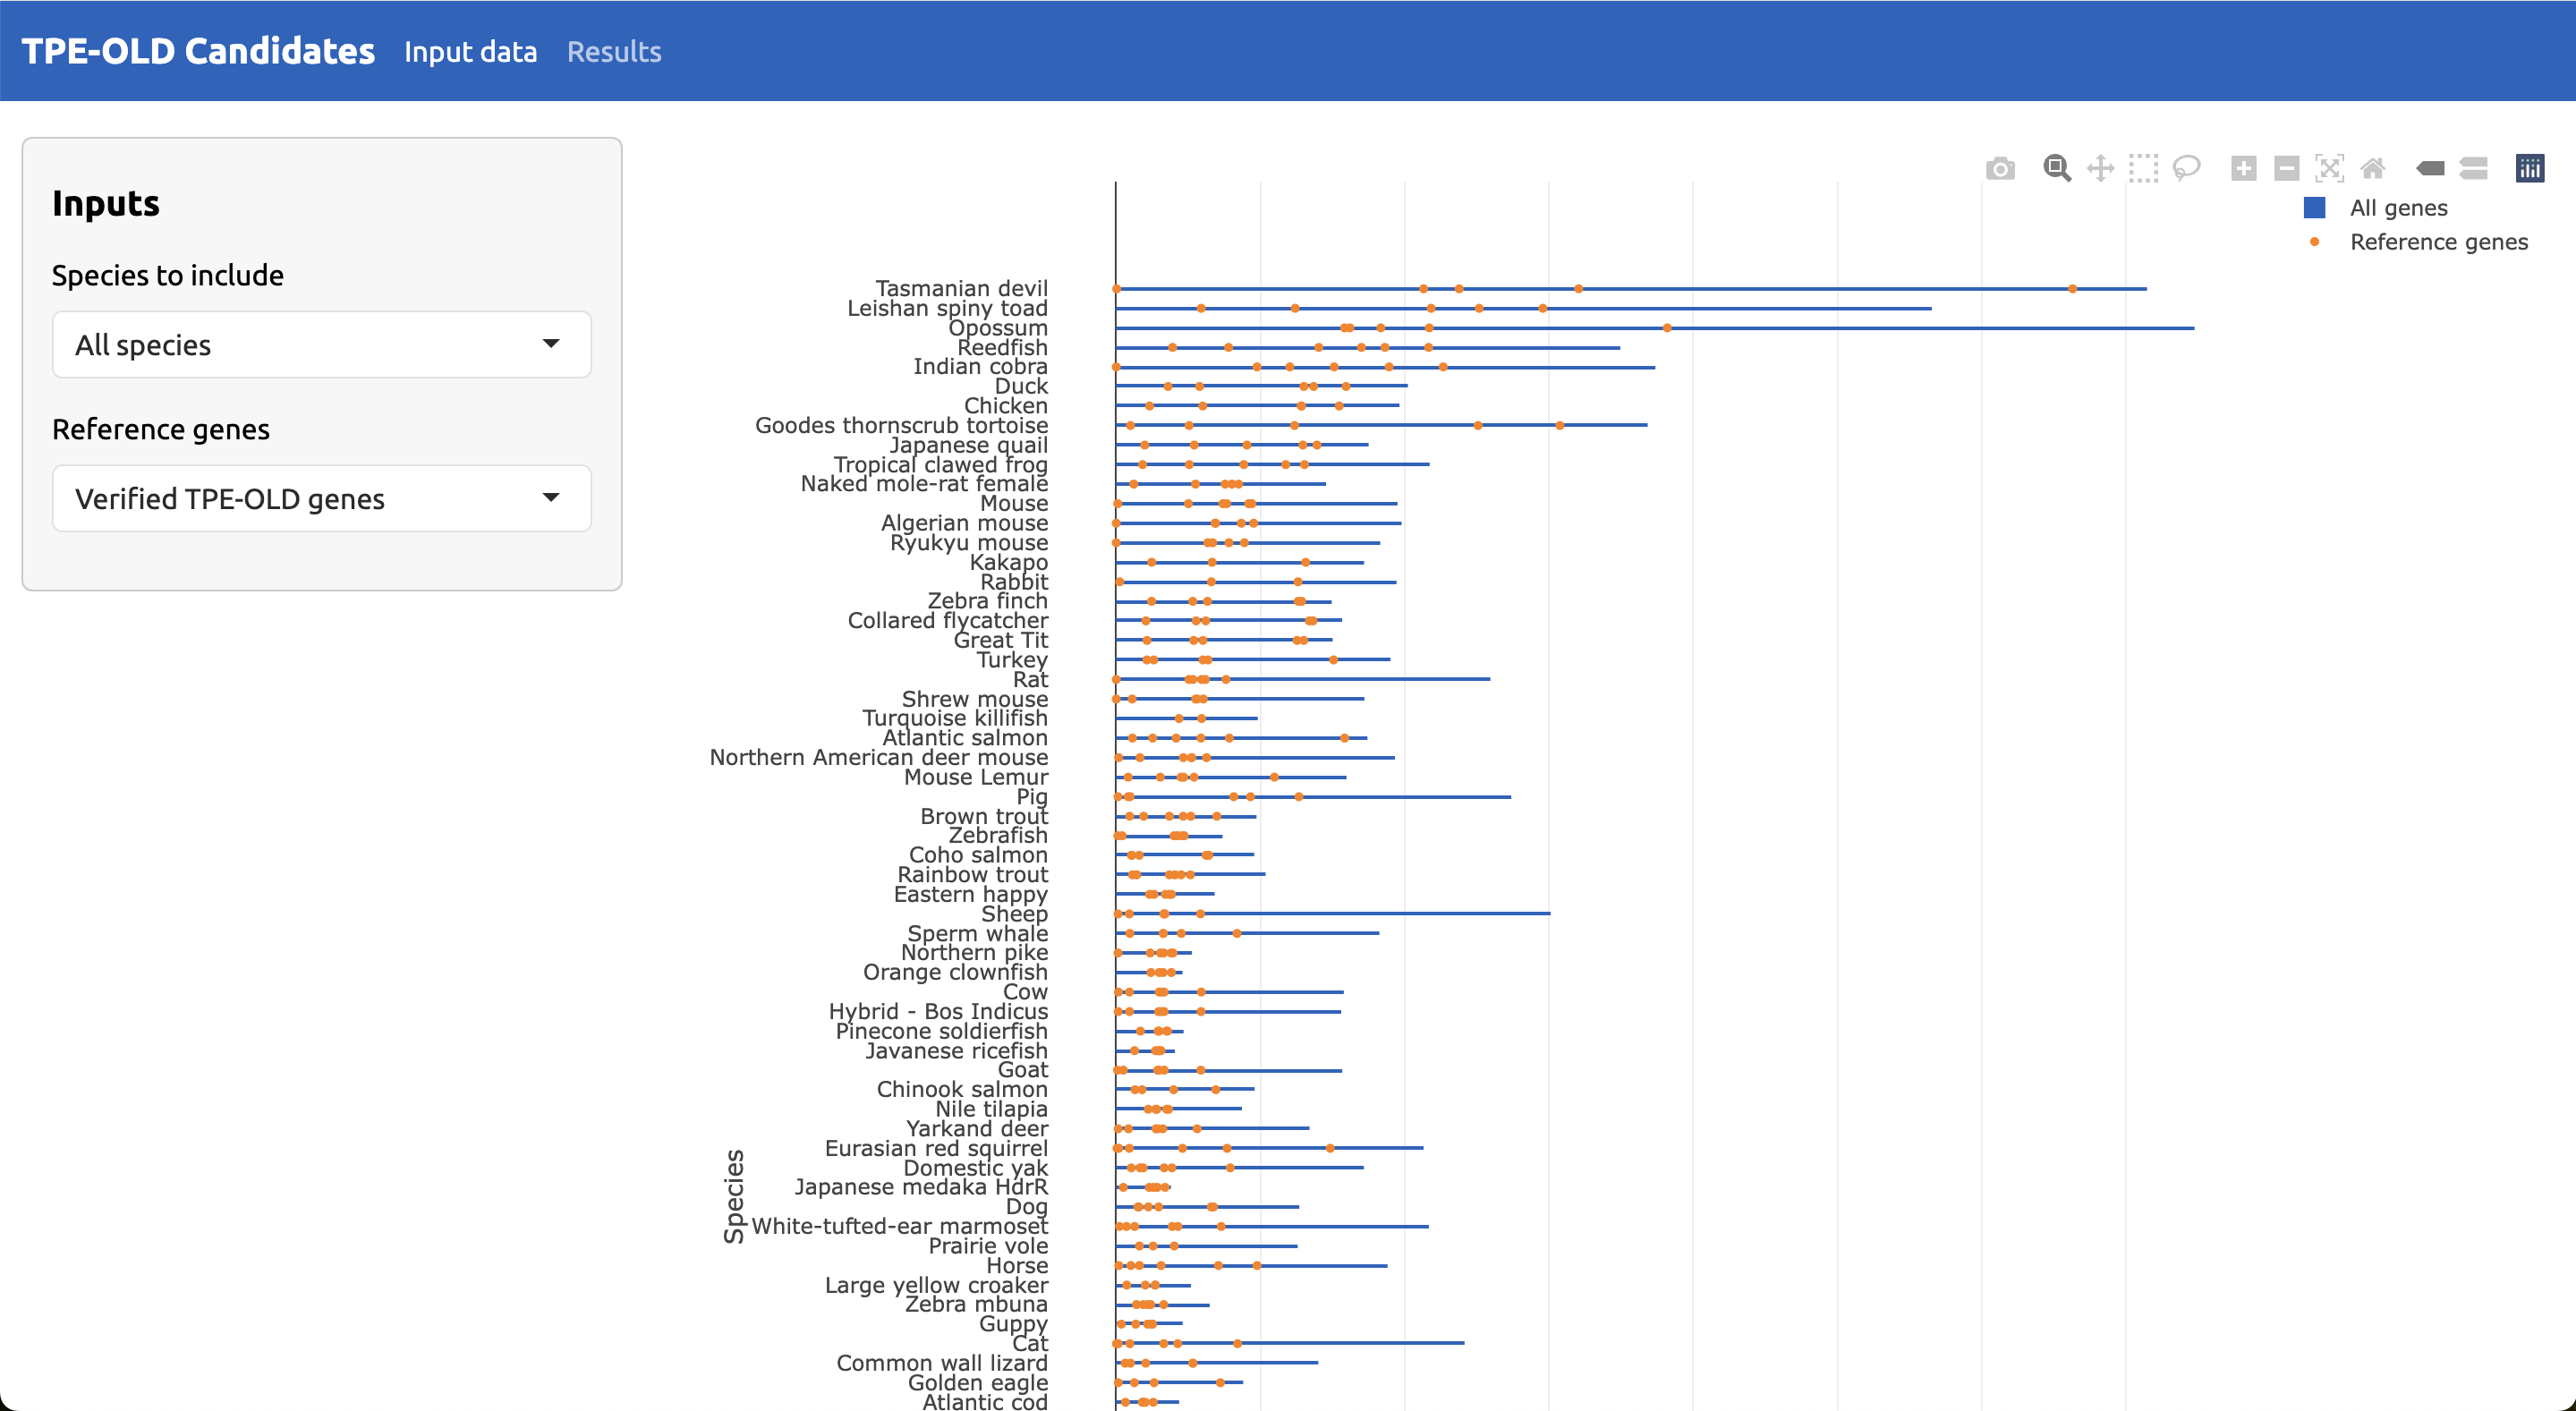 TPE-OLD Candidates Input data Results
Inputs
Species to include
All species
Reference genes
Verified TPE-OLD genes
All genes
Reference genes
Species
Tasmanian devil
Leishan spiny toad
Opossum
Reedfish
Indian cobra
Duck
Chicken
Goodes thornscrub tortoise
Japanese quail
Tropical clawed frog
Naked mole-rat female
Mouse
Algerian mouse
Ryukyu mouse
Kakapo
Rabbit
Zebra finch
Collared flycatcher
Great Tit
Turkey
Rat
Shrew mouse
Turquoise killifish
Atlantic salmon
Northern American deer mouse
Mouse Lemur
Pig
Brown trout
Zebrafish
Coho salmon
Rainbow trout
Eastern happy
Sheep
Sperm whale
Northern pike
Orange clownfish
Cow
Hybrid - Bos Indicus
Pinecone soldierfish
Javanese ricefish
Goat
Chinook salmon
Nile tilapia
Yarkand deer
Eurasian red squirrel
Domestic yak
Japanese medaka HdrR
Dog
White-tufted-ear marmoset
Prairie vole
Horse
Large yellow croaker
Zebra mbuna
Guppy
Cat
Common wall lizard
Golden eagle
Atlantic cod